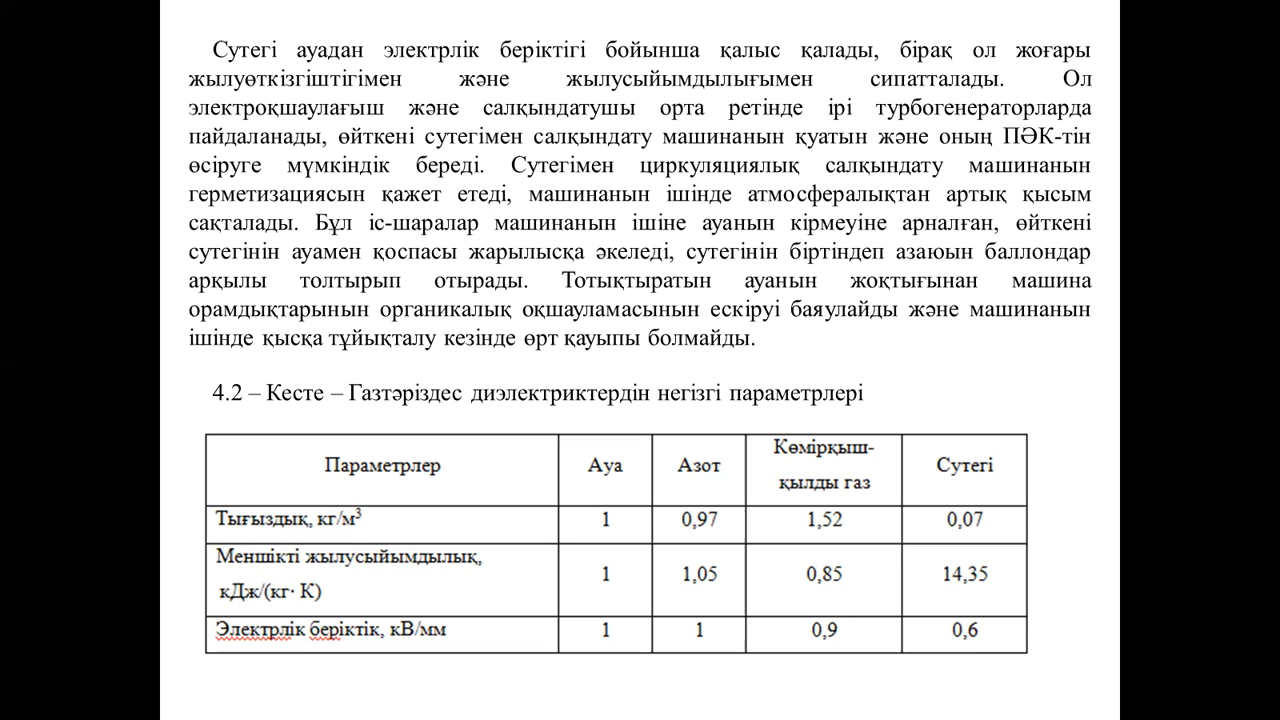 Сутегі ауадан электрлік беріктігі бойынша қалыс қалады, бірақ ол жоғары
жылуөткізгіштігімен және жылусыйымдылығымен сипатталады. Ол
электроқшаулағыш және салқындатушы орта ретінде ірі турбогенераторларда
пайдаланады, өйткені сутегімен салқындату машинанын қуатын және оның ПӘК-тін
өсіруге мүмкіндік береді. Сутегімен циркуляциялық салқындату машинанын
герметизациясын қажет етеді, машинанын ішінде атмосфералықтан артық қысым
сақталады. Бұл іс-шаралар машинанын ішіне ауанын кірмеуіне арналған, өйткені
сутегінін ауамен қоспасы жарылысқа әкеледі, сутегінін біртіндеп азаюын баллондар
арқылы толтырып отырады. Тотықтыратын ауанын жоқтығынан машина
орамдықтарынын органикалық оқшауламасынын ескіруі баяулайды және машинанын
ішінде қысқа тұйықталу кезінде өрт қауыпы болмайды.
4.2 – Кесте – Газтәріздес диэлектриктердін негізгі параметрлері
Параметрлер Ауа Азот Көмірқыш-
қылды газ Сутегі
Тығыздық, кг/м³ 1 0,97 1,52 0,07
Меншікті жылусыйымдылық,
кДж/(кг· К) 1 1,05 0,85 14,35
Электрлік беріктік, кВ/мм 1 1 0,9 0,6